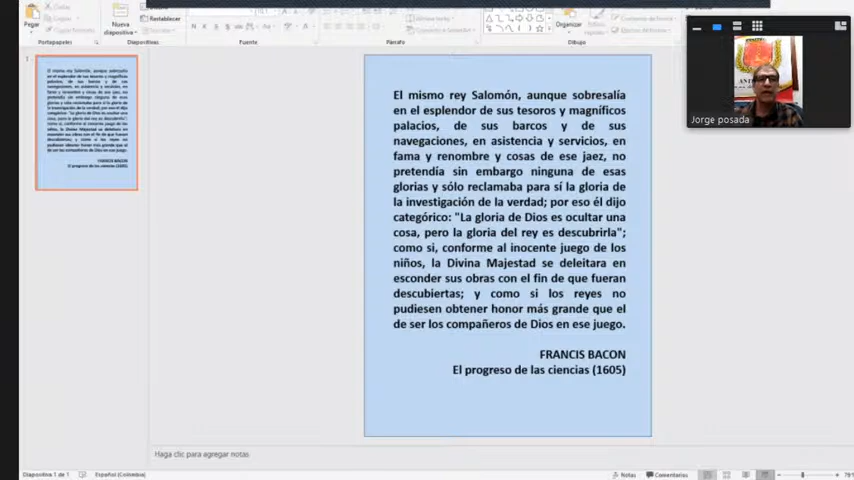 Pegar
Portapapeles
Nueva
diapositiva
Restablecer
Diapositivas
Fuente
Párrafo
Organizar
Dibujo
Jorge posada
1
El mismo rey Salomón, aunque sobresalía
en el esplendor de sus tesoros y magníficos
palacios, de sus barcos y de sus
navegaciones, en asistencia y servicios, en
fama y renombre y cosas de ese jaez, no
pretendía sin embargo ninguna de esas
glorias y sólo reclamaba para sí la gloria de
la investigación de la verdad; por eso él dijo
categórico: "La gloria de Dios es ocultar una
cosa, pero la gloria del rey es descubrirla";
como si, conforme al inocente juego de los
niños, la Divina Majestad se deleitara en
esconder sus obras con el fin de que fueran
descubiertas; y como si los reyes no
pudiesen obtener honor más grande que el
de ser los compañeros de Dios en ese juego.
FRANCIS BACON
El progreso de las ciencias (1605)
Haga clic para agregar notas
Diapositiva 1 de 1
Español (Colombia)
Notas
Comentarios